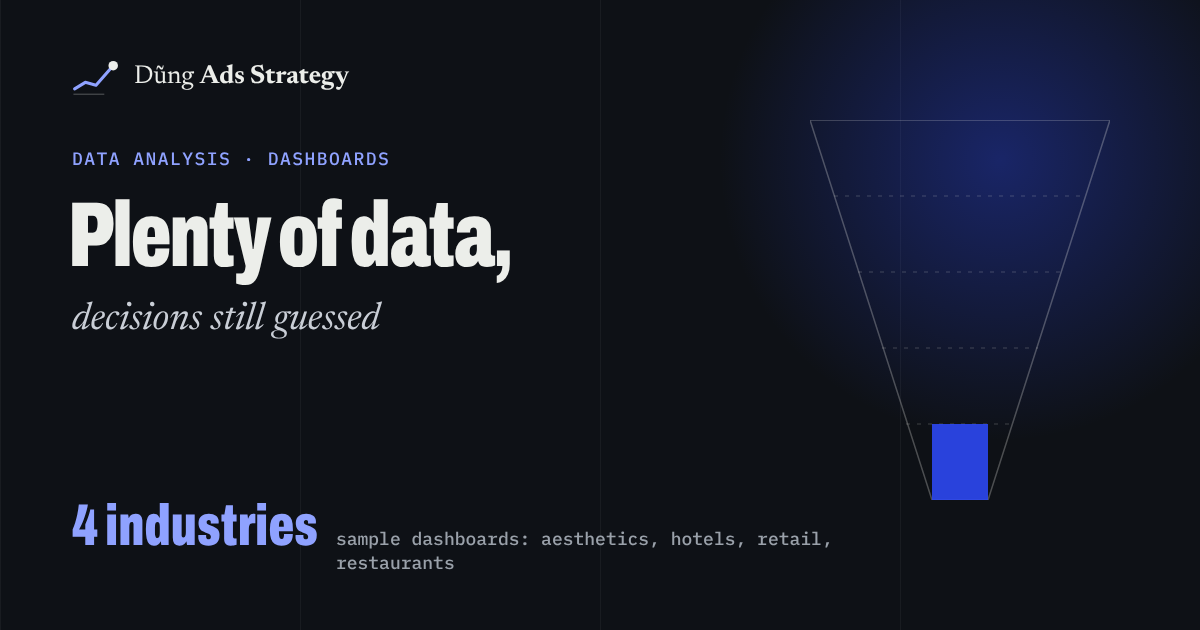 Dũng Ads Strategy
DATA ANALYSIS · DASHBOARDS
Plenty of data,
decisions still guessed
4 industries
sample dashboards: aesthetics, hotels, retail,
restaurants